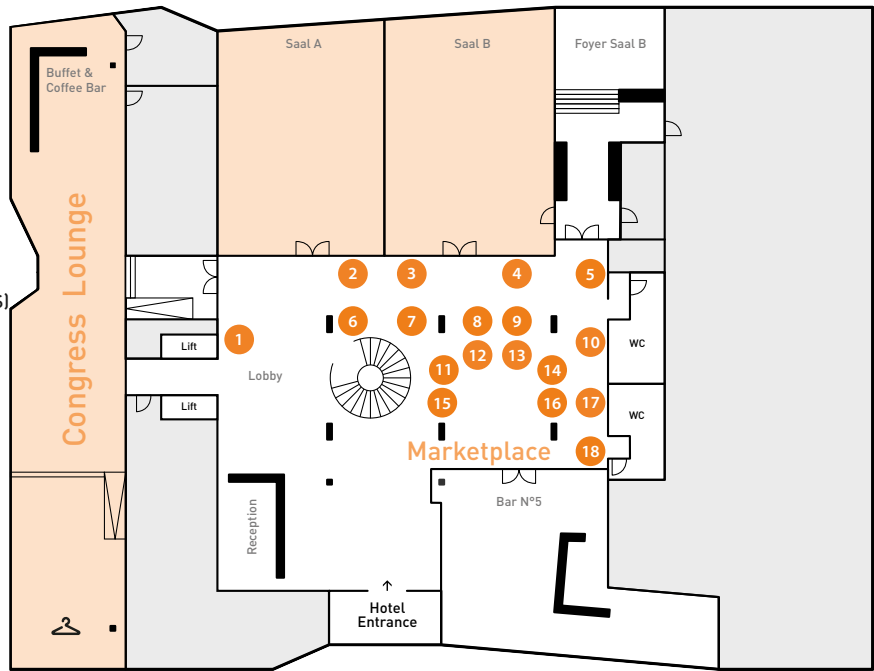 Saal A
Saal B
Foyer Saal B
Buffet &
Coffee Bar
Congress Lounge
S)
2
3
4
5
6
7
8
9
1
10
Lift
WC
12
13
11
14
Lobby
Lift
15
16
17
WC
Marketplace
18
Reception
Bar N°5
Hotel
Entrance